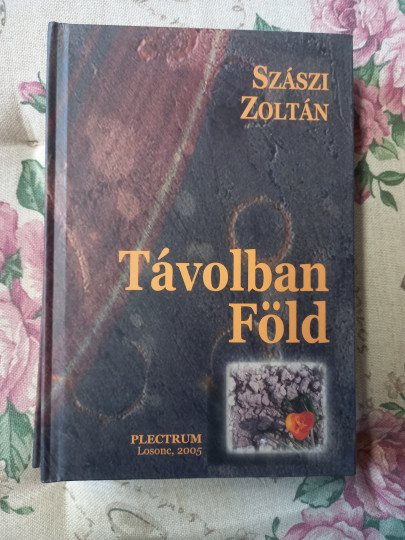 SZÁSZI
ZOLTÁN
Távolban
Föld
PLECTRUM
Losonc, 2005